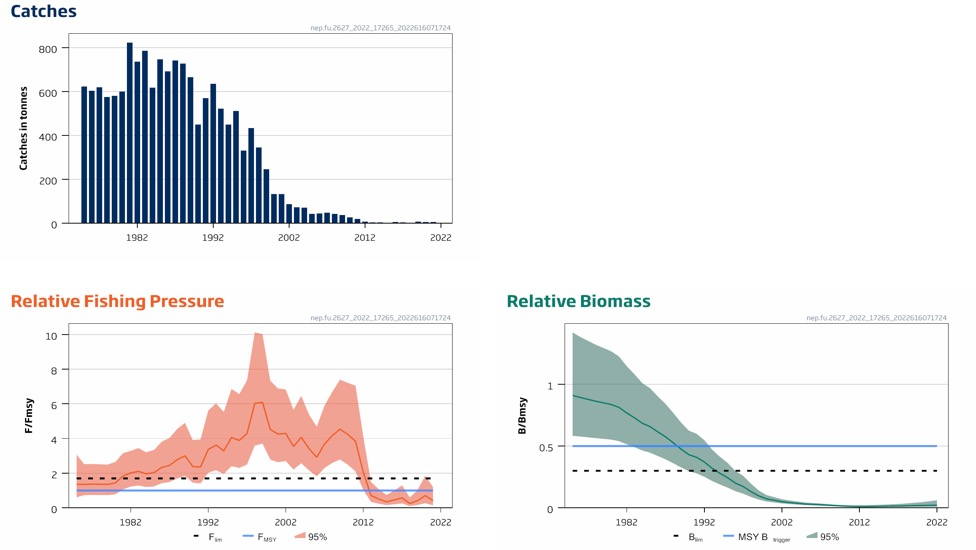 Catches
nep.fu.2627_2022_17265_2022616071724
Catches in tonnes
800
600
400
200
0
1982
1992
2002
2012
2022
Relative Fishing Pressure
nep.fu.2627_2022_17265_2022616071724
F/Fmsy
10
8
6
4
2
0
1982
1992
2002
2012
2022
Flim FMSY 95%
Relative Biomass
nep.fu.2627_2022_17265_2022616071724
B/Bmsy
1
0.5
0
1982
1992
2002
2012
2022
Blim MSY B trigger 95%